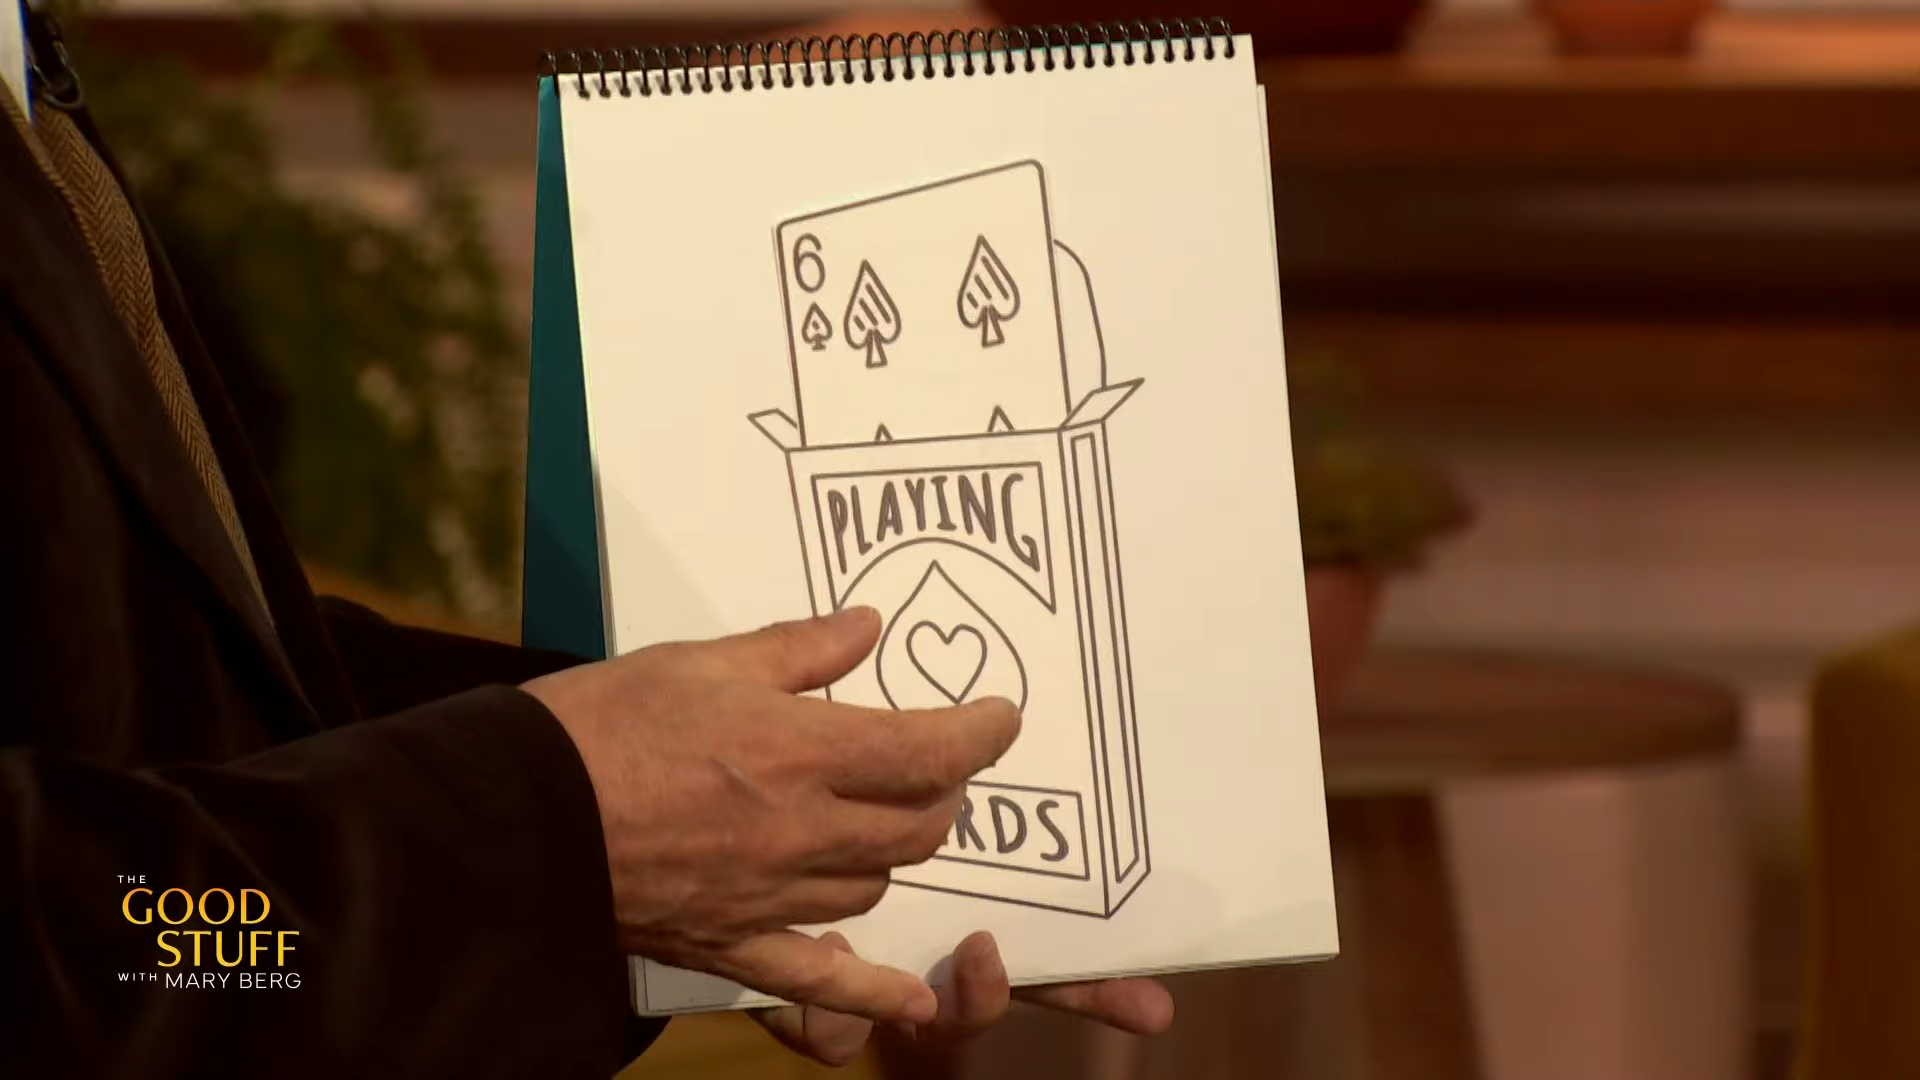 6
PLAYING
RDS
THE
GOOD
STUFF
WITH MARY BERG